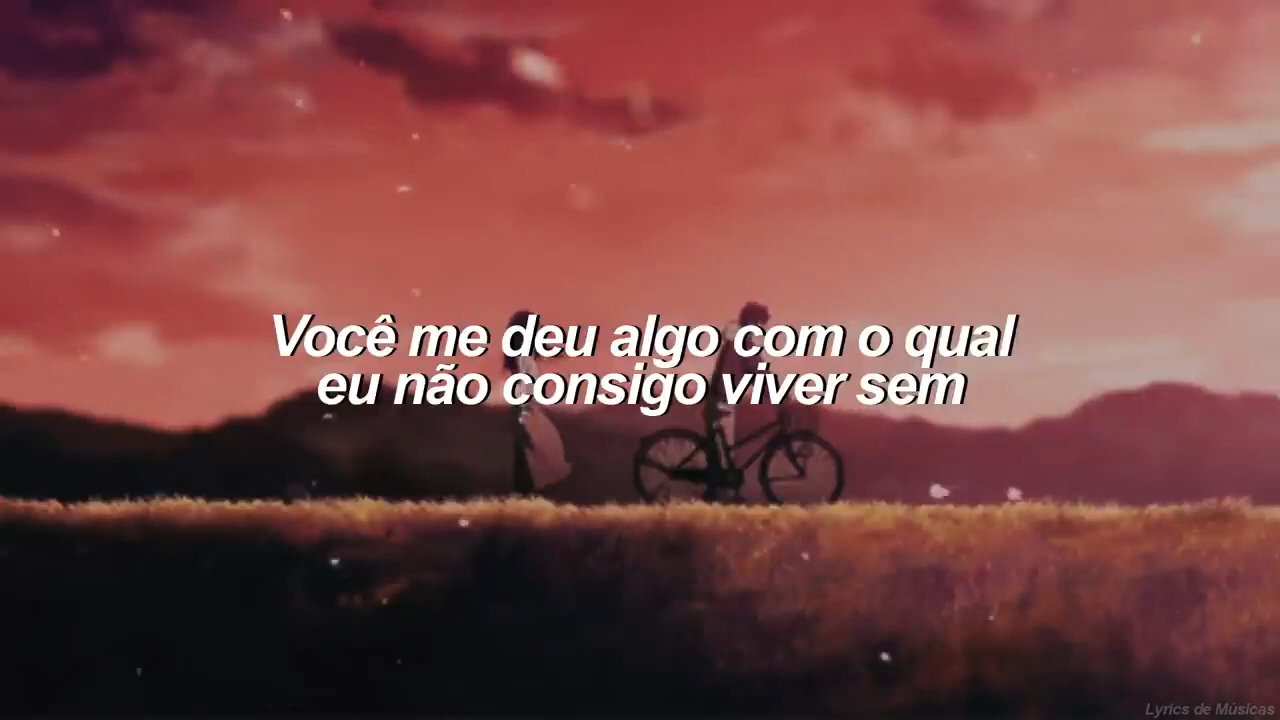 Você me deu algo com o qual
eu não consigo viver sem
Lyrics de Músicas